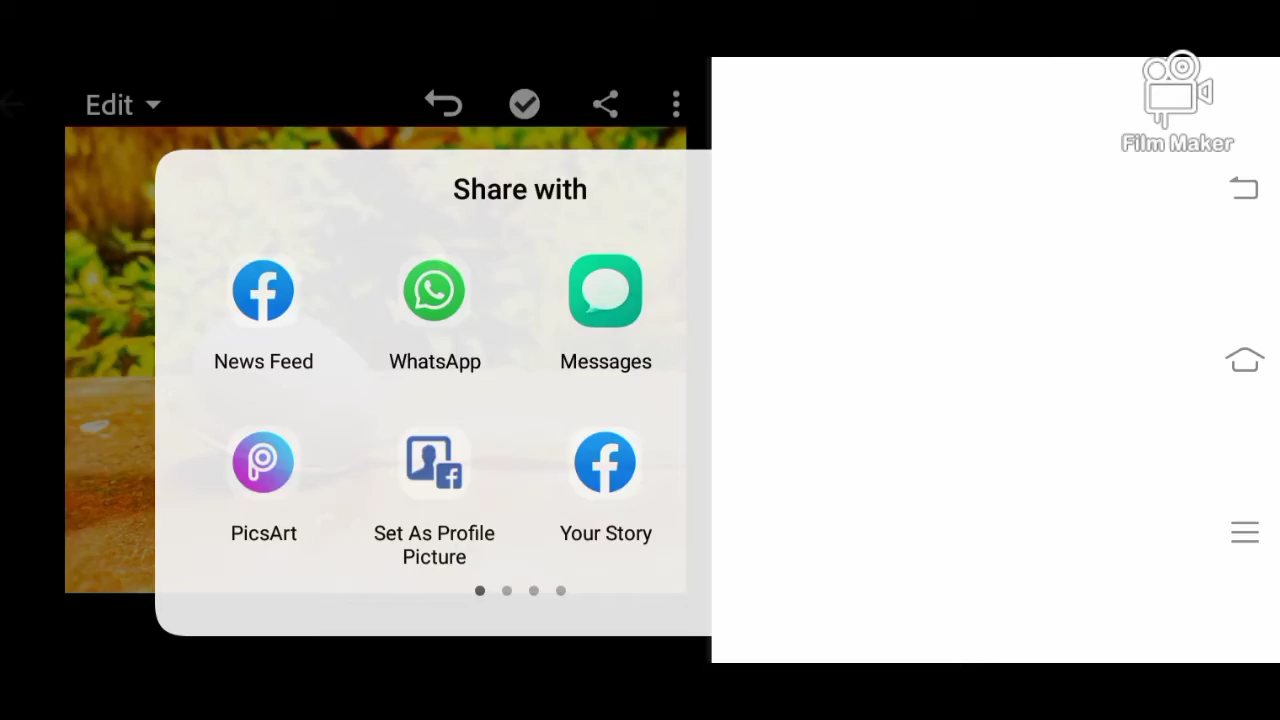 Edit
Film Maker
Share with
News Feed
WhatsApp
Messages
PicsArt
Set As Profile
Picture
Your Story